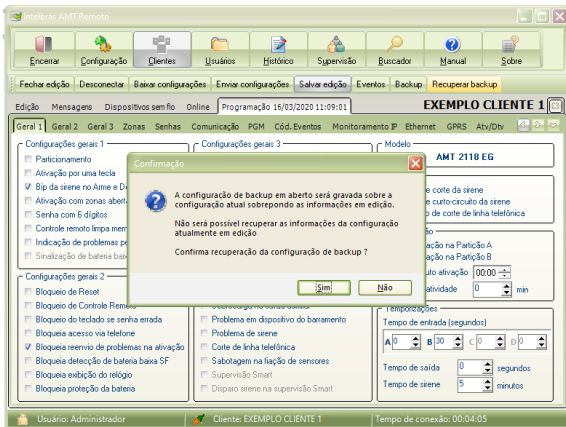 Intelbras AMT Remoto
Encerrar Configuração Clientes Usuários Histórico Supervisão Buscador Manual Sobre
Fechar edição Desconectar Baixar configurações Enviar configurações Salvar edição Eventos Backup Recuperar backup
Edição Mensagens Dispositivos sem fio Online Programação 16/03/2020 11:09:01 EXEMPLO CLIENTE 1
Geral 1 Geral 2 Geral 3 Zonas Senhas Comunicação PGM Cód. Eventos Monitoramento IP Ethernet GPRS Atv/Dtv
Configurações gerais 1
Particionamento
Ativação por uma tecla
Bip da sirene no Arme e De
Ativação com zonas abert
Senha com 6 dígitos
Controle remoto limpa mem
Indicação de problemas pe
Sinalização de bateria baix
Configurações gerais 2
Bloqueio de Reset
Bloqueio de Controle Remoto
Bloqueio do teclado se senha errada
Bloqueia acesso via telefone
Bloqueia reenvio de problemas na ativação
Bloqueia detecção de bateria baixa SF
Bloqueia exibição do relógio
Bloqueia proteção da bateria
Configurações gerais 3
Problema em dispositivo do barramento
Problema de sirene
Corte de linha telefônica
Sabotagem na fiação de sensores
Supervisão Smart
Disparo sirene na supervisão Smart
Modelo
AMT 2118 EG
e corte da sirene
e curto-circuito da sirene
o de corte de linha telefônica
ão
ação na Partição A
ação na Partição B
uto ativação 00:00
atividade 0 min
Temporizações
Tempo de entrada (segundos)
A 0 B 30 C 0 D 0
Tempo de saída 0 segundos
Tempo de sirene 5 minutos
Confirmação
A configuração de backup em aberto será gravada sobre a
configuração atual sobrepondo as informações em edição.
Não será possível recuperar as informações da configuração
atualmente em edição
Confirma recuperação da configuração de backup ?
Sim Não
Usuário: Administrador Cliente: EXEMPLO CLIENTE 1 Tempo de conexão: 00:04:05